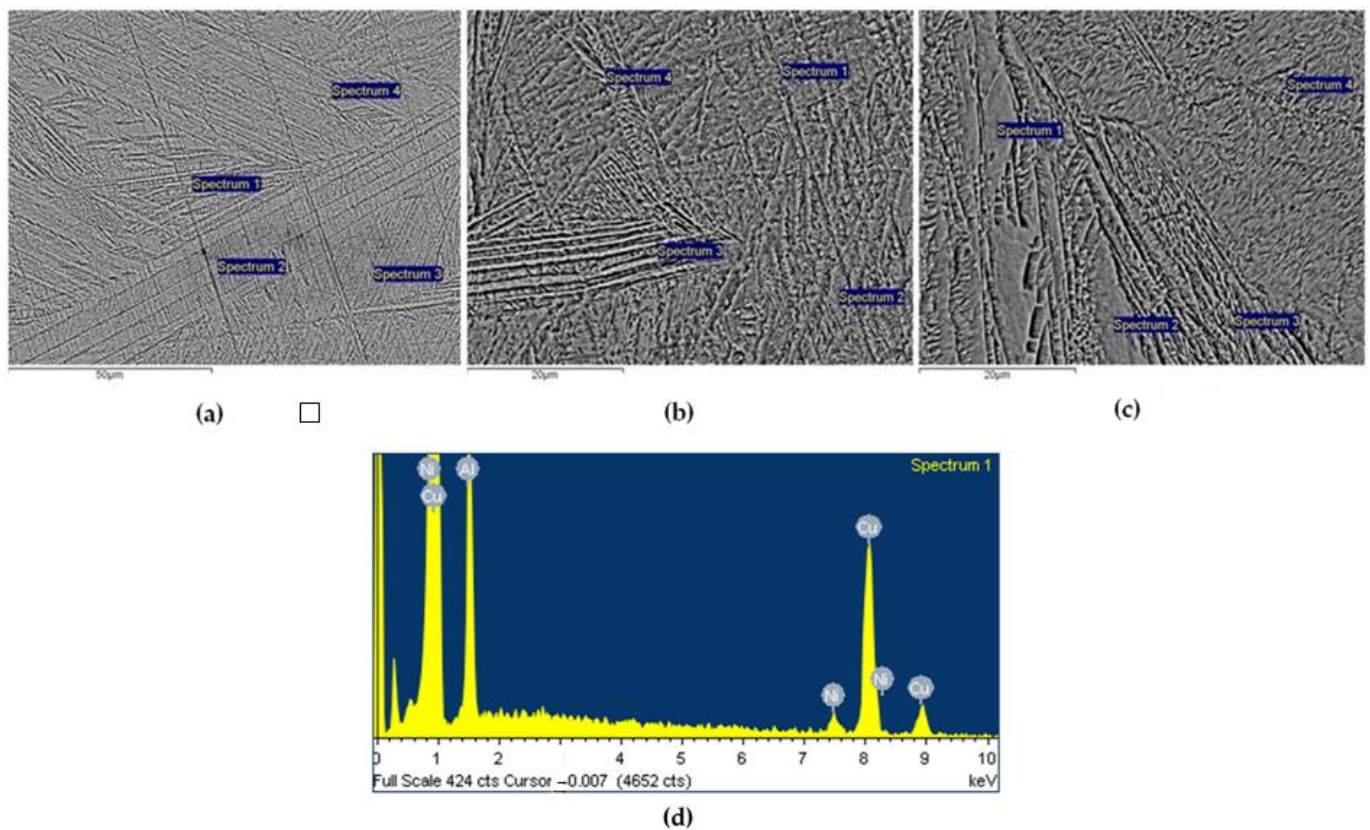 Spectrum 4
Spectrum 1
Spectrum 2
Spectrum 3
50µm
(a)
Spectrum 4
Spectrum 1
Spectrum 3
Spectrum 2
20µm
(b)
Spectrum 4
Spectrum 1
Spectrum 2
Spectrum 3
20µm
(c)
Spectrum 1
Ni
Al
Cu
Cu
Ni
Ni
Cu
0 1 2 3 4 5 6 7 8 9 10
Full Scale 424 cts Cursor –0.007 (4652 cts)
keV
(d)